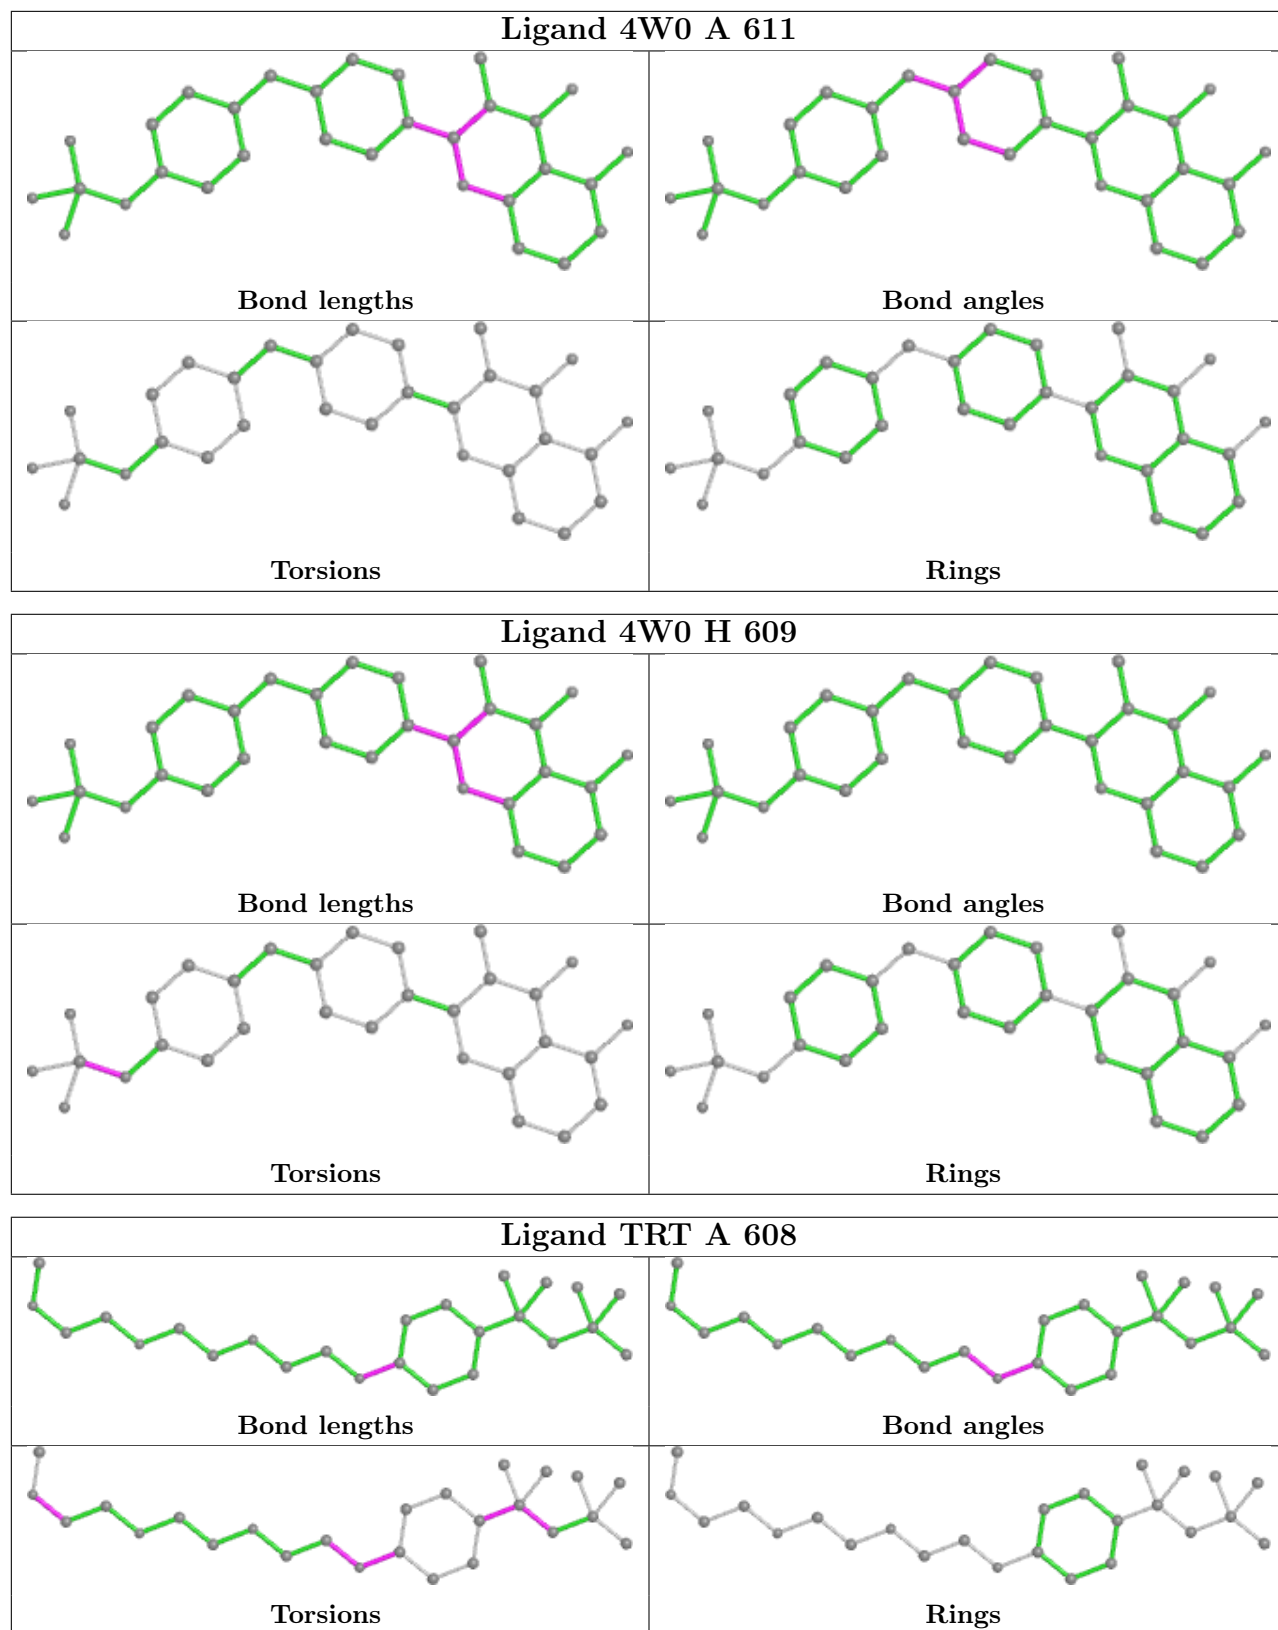 Ligand 4W0 A 611
Bond lengths
Bond angles
Torsions
Rings
Ligand 4W0 H 609
Bond lengths
Bond angles
Torsions
Rings
Ligand TRT A 608
Bond lengths
Bond angles
Torsions
Rings